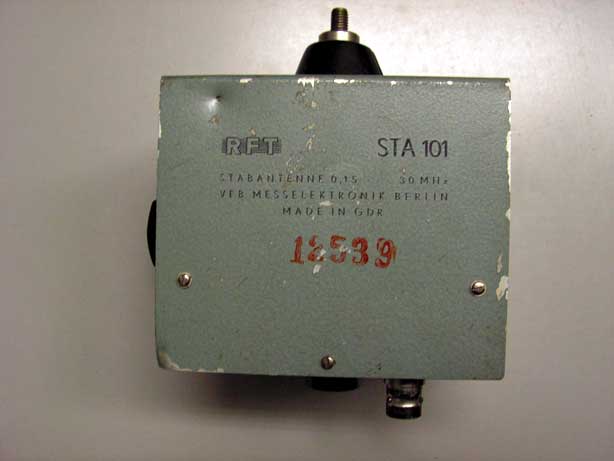 RFT STA 101
STABANTENNE 0,15 30 MHz
VEB MESSELEKTRONIK BERLIN
MADE IN GDR
12539